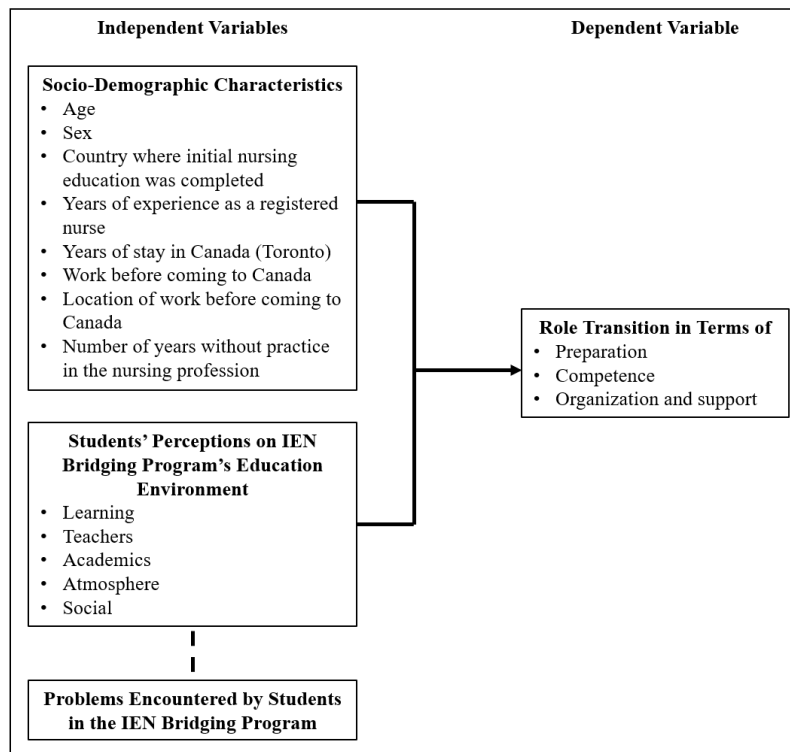 Independent Variables
Dependent Variable
Socio-Demographic Characteristics
• Age
• Sex
• Country where initial nursing
education was completed
• Years of experience as a registered
nurse
• Years of stay in Canada (Toronto)
• Work before coming to Canada
• Location of work before coming to
Canada
• Number of years without practice
in the nursing profession
Role Transition in Terms of
• Preparation
• Competence
• Organization and support
Students’ Perceptions on IEN
Bridging Program’s Education
Environment
• Learning
• Teachers
• Academics
• Atmosphere
• Social
Problems Encountered by Students
in the IEN Bridging Program